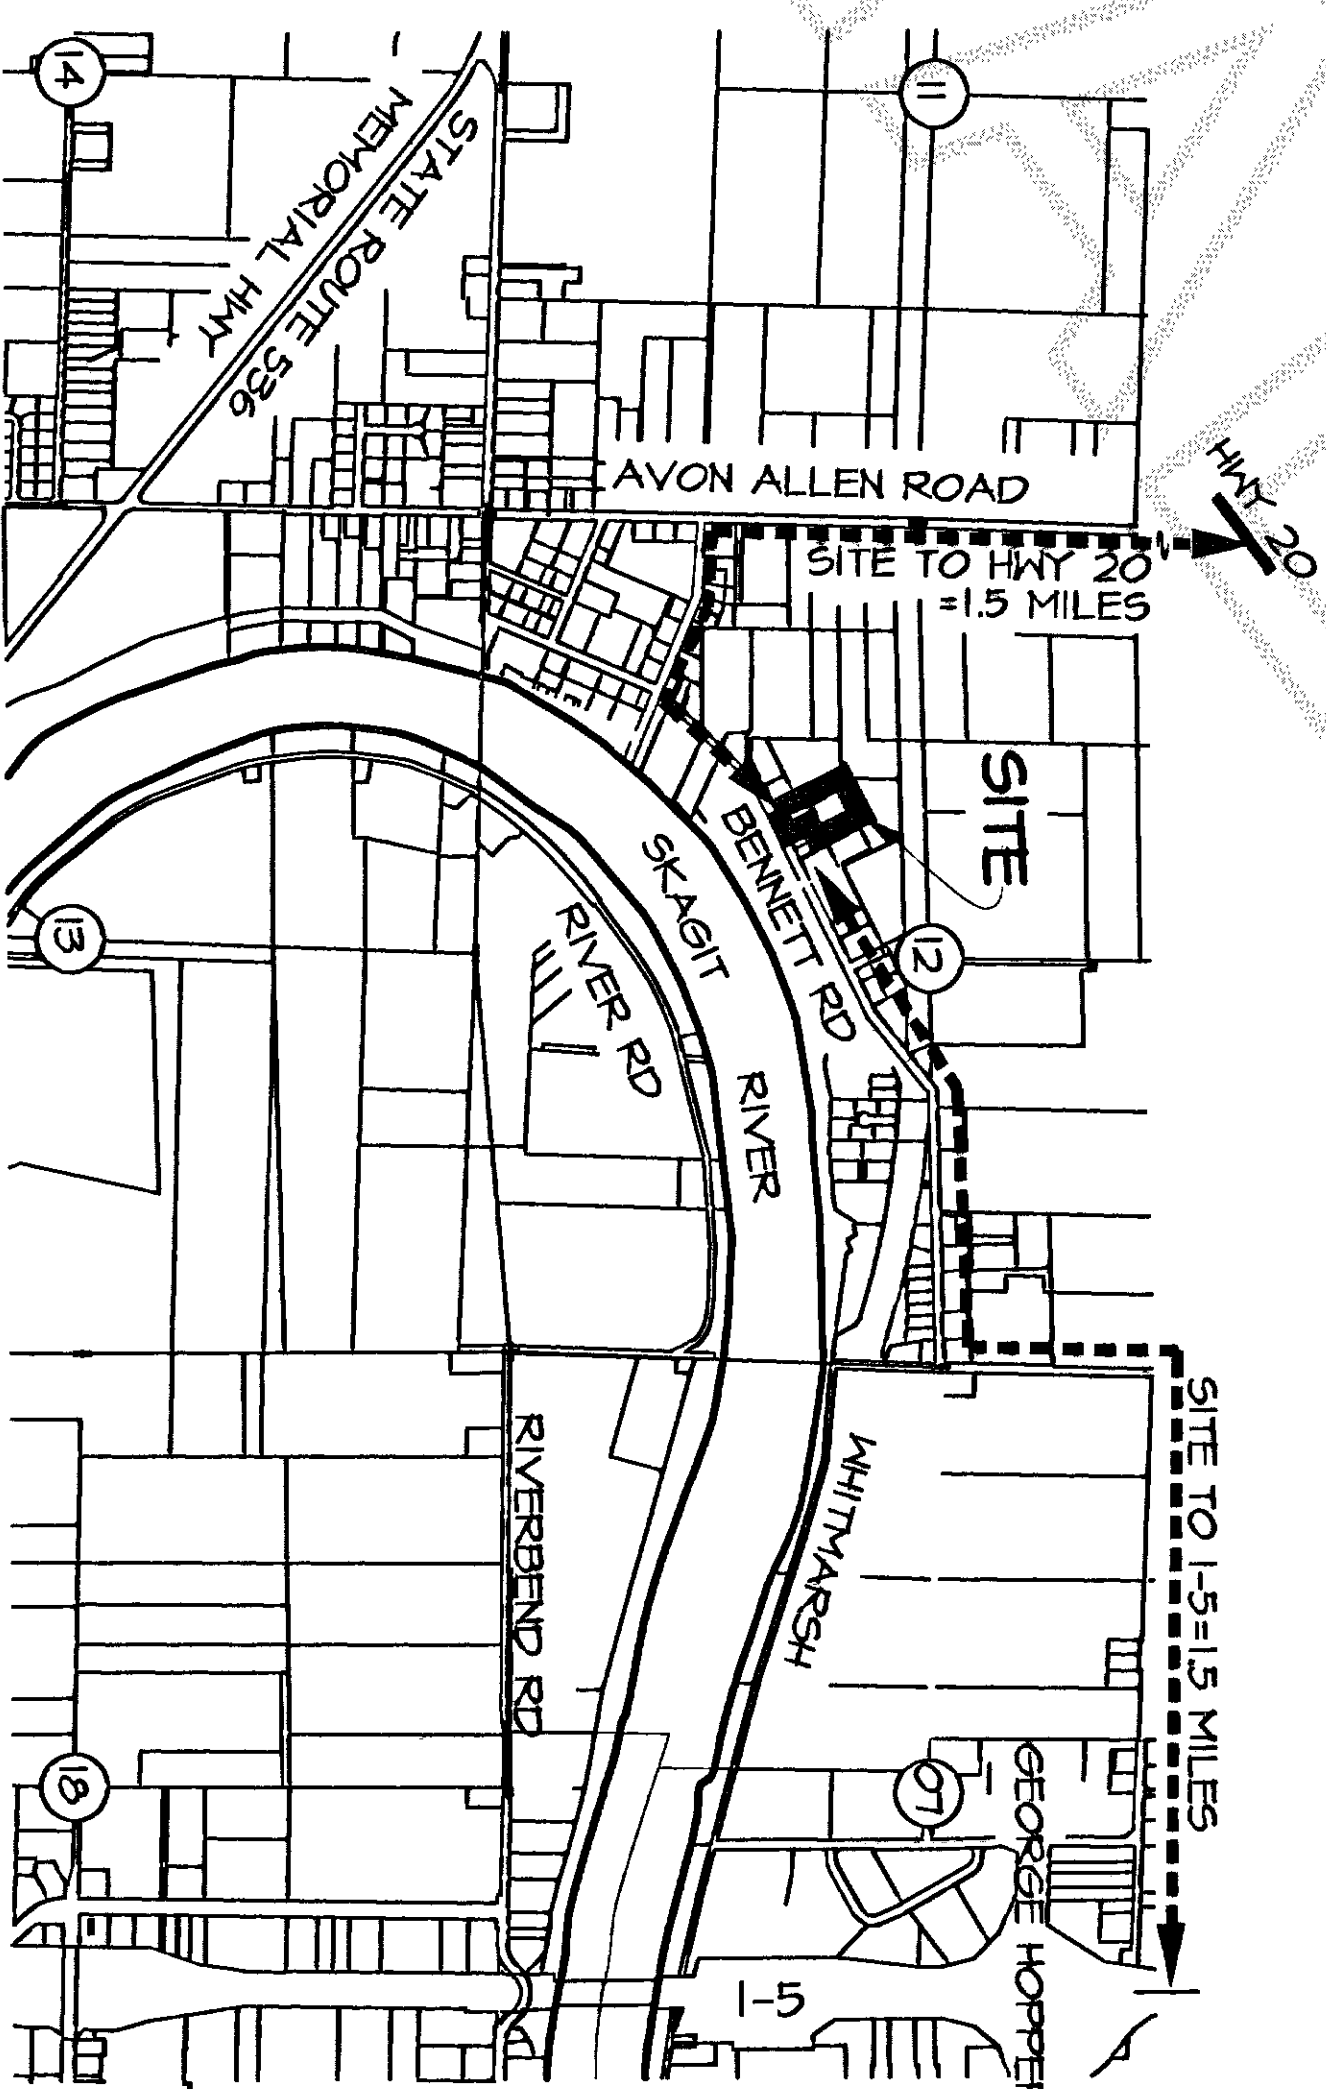 14
11
STATE ROUTE 536
MEMORIAL HWY
AVON ALLEN ROAD
HWY 20
SITE TO HWY 20
=1.5 MILES
SITE
BENNETT RD
SKAGIT
RIVER
RIVER RD
13
12
WHITMARSH
RIVERBEND RD
SITE TO I-5=1.5 MILES
GEORGE HOPPER
18
07
I-5